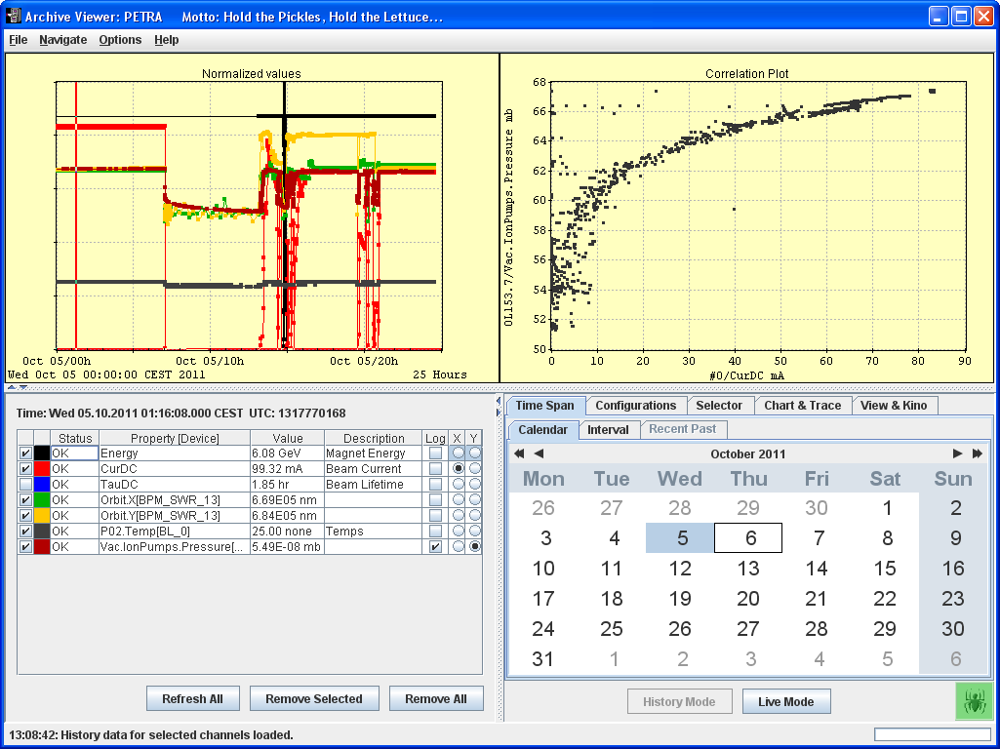 Archive Viewer: PETRA Motto: Hold the Pickles, Hold the Lettuce...
File Navigate Options Help
Normalized values
Oct 05/00h Oct 05/10h Oct 05/20h
Wed Oct 05 00:00:00 CEST 2011 25 Hours
Correlation Plot
OL153.7/Vac.IonPumps.Pressure mb
68
66
64
62
60
58
56
54
52
50
0 10 20 30 40 50 60 70 80 90
#0/CurDC mA
Time: Wed 05.10.2011 01:16:08.000 CEST UTC: 1317770168
Status Property [Device] Value Description Log X Y
OK Energy 6.08 GeV Magnet Energy
OK CurDC 99.32 mA Beam Current
OK TauDC 1.85 hr Beam Lifetime
OK Orbit.X[BPM_SWR_13] 6.69E05 nm
OK Orbit.Y[BPM_SWR_13] 6.84E05 nm
OK P02.Temp[BL_0] 25.00 none Temps
OK Vac.IonPumps.Pressure[... 5.49E-08 mb
Refresh All Remove Selected Remove All
Time Span Configurations Selector Chart & Trace View & Kino
Calendar Interval Recent Past
October 2011
Mon Tue Wed Thu Fri Sat Sun
26 27 28 29 30 1 2
3 4 5 6 7 8 9
10 11 12 13 14 15 16
17 18 19 20 21 22 23
24 25 26 27 28 29 30
31 1 2 3 4 5 6
History Mode Live Mode
13:08:42: History data for selected channels loaded.